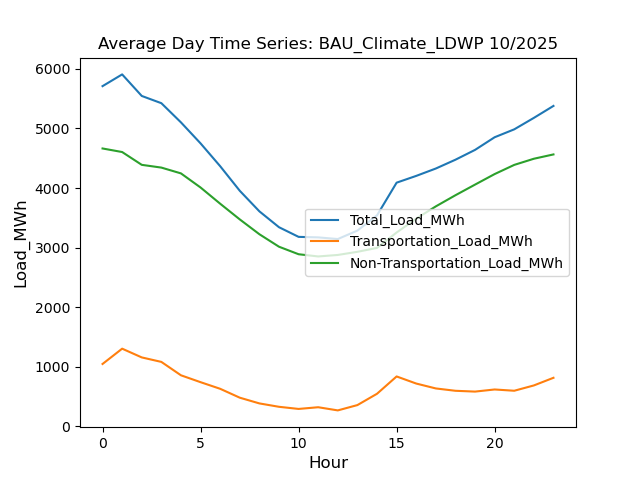 Average Day Time Series: BAU_Climate_LDWP 10/2025
6000
5000
4000
3000
2000
1000
0
Load_MWh
Total_Load_MWh
Transportation_Load_MWh
Non-Transportation_Load_MWh
0 5 10 15 20
Hour